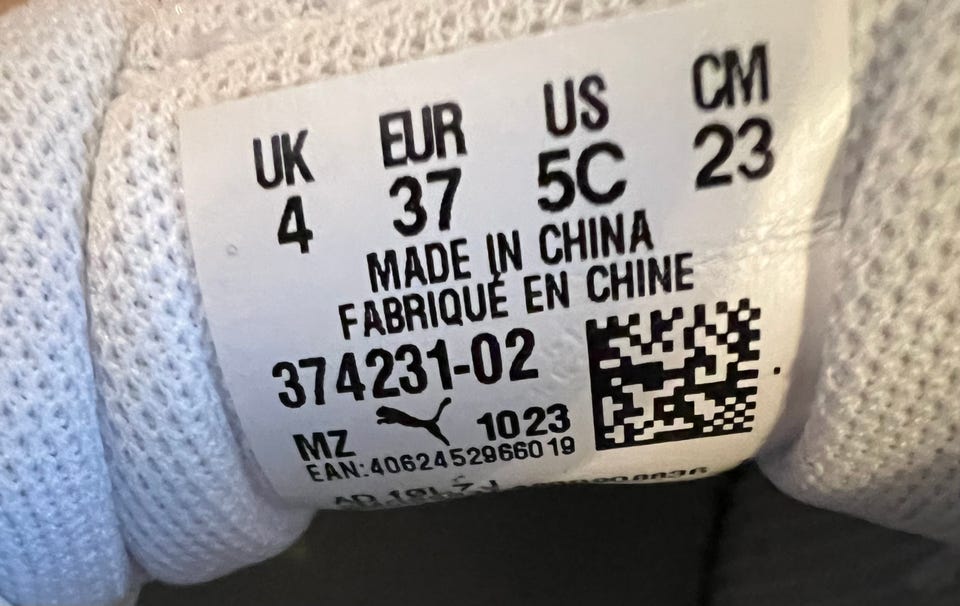 UK EUR US CM
4 37 5C 23
MADE IN CHINA
FABRIQUÉ EN CHINE
374231-02
MZ 1023
EAN:4062452966019